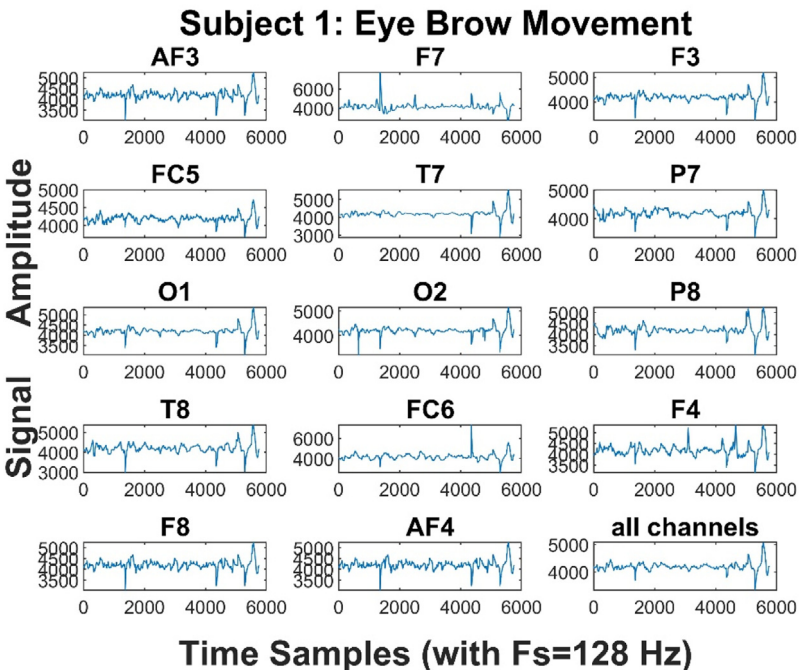 Subject 1: Eye Brow Movement
AF3 F7 F3
5000 4500 4000 3500 6000 4000 5000 4000
0 2000 4000 6000 0 2000 4000 6000 0 2000 4000 6000
FC5 T7 P7
5000 4500 4000 5000 4000 3000 5000 4000
0 2000 4000 6000 0 2000 4000 6000 0 2000 4000 6000
O1 O2 P8
5000 4500 4000 3500 5000 4000 5000 4500 4000 3500
0 2000 4000 6000 0 2000 4000 6000 0 2000 4000 6000
T8 FC6 F4
5000 4000 3000 6000 4000 5000 4500 4000 3500
0 2000 4000 6000 0 2000 4000 6000 0 2000 4000 6000
F8 AF4 all channels
5000 4500 4000 3500 5000 4500 4000 3500 5000 4000
0 2000 4000 6000 0 2000 4000 6000 0 2000 4000 6000
Signal Amplitude
Time Samples (with Fs=128 Hz)